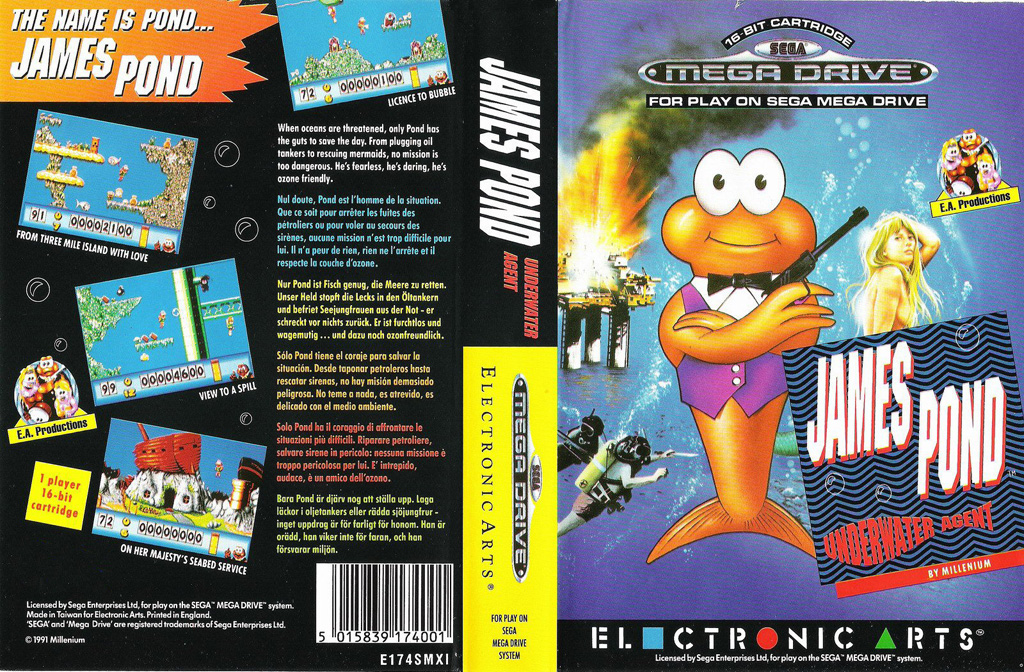 THE NAME IS POND...
JAMES POND
72 00000100
LICENCE TO BUBBLE
91 00002100
FROM THREE MILE ISLAND WITH LOVE
99 00004600
VIEW TO A SPILL
E.A. Productions
1 player
16-bit
cartridge
72 00000000
ON HER MAJESTY'S SEABED SERVICE
When oceans are threatened, only Pond has
the guts to save the day. From plugging oil
tankers to rescuing mermaids, no mission is
too dangerous. He's fearless, he's daring, he's
ozone friendly.
Nul doute, Pond est l'homme de la situation.
Que ce soit pour arrêter les fuites des
pétroliers ou pour voler au secours des
sirènes, aucune mission n'est trop difficile pour
lui. Il n'a peur de rien, rien ne l'arrête et il
respecte la couche d'ozone.
Nur Pond ist Fisch genug, die Meere zu retten.
Unser Held stopft die Lecks in den Öltankern
und befriet Seejungfrauen aus der Not - er
schreckt vor nichts zurück. Er ist furchtlos und
wagemutig ... und dazu noch ozonfreundlich.
Sólo Pond tiene el coraje para salvar la
situación. Desde taponar petroleros hasta
rescatar sirenas, no hay misión demasiado
peligrosa. No teme a nada, es atrevido, es
delicado con el medio ambiente.
Solo Pond ha il coraggio di affrontare le
situazioni più difficili. Riparare petroliere,
salvare sirene in pericolo: nessuna missione è
troppo pericolosa per lui. E' intrepido,
audace, è un amico dell'ozono.
Bara Pond är djärv nog att ställa upp. Laga
läckor i oljetankers eller rädda sjöjungfrur -
inget uppdrag är för farligt för honom. Han är
orädd, han viker inte för faran, och han
försvarar miljön.
Licensed by Sega Enterprises Ltd, for play on the SEGA™ MEGA DRIVE™ system.
Made in Taiwan for Electronic Arts. Printed in England.
'SEGA' and 'Mega Drive' are registered trademarks of Sega Enterprises Ltd.
© 1991 Millenium
5 015839 174001
E174SMXI
JAMES POND
UNDERWATER
AGENT
ELECTRONIC ARTS®
SEGA
MEGA DRIVE
FOR PLAY ON
SEGA
MEGA DRIVE
SYSTEM
16-BIT CARTRIDGE
SEGA
MEGA DRIVE
FOR PLAY ON SEGA MEGA DRIVE
E.A. Productions
JAMES
POND™
UNDERWATER AGENT
BY MILLENIUM
ELECTRONIC ARTS™
Licensed by Sega Enterprises Ltd, for play on the SEGA™ MEGA DRIVE™ system.